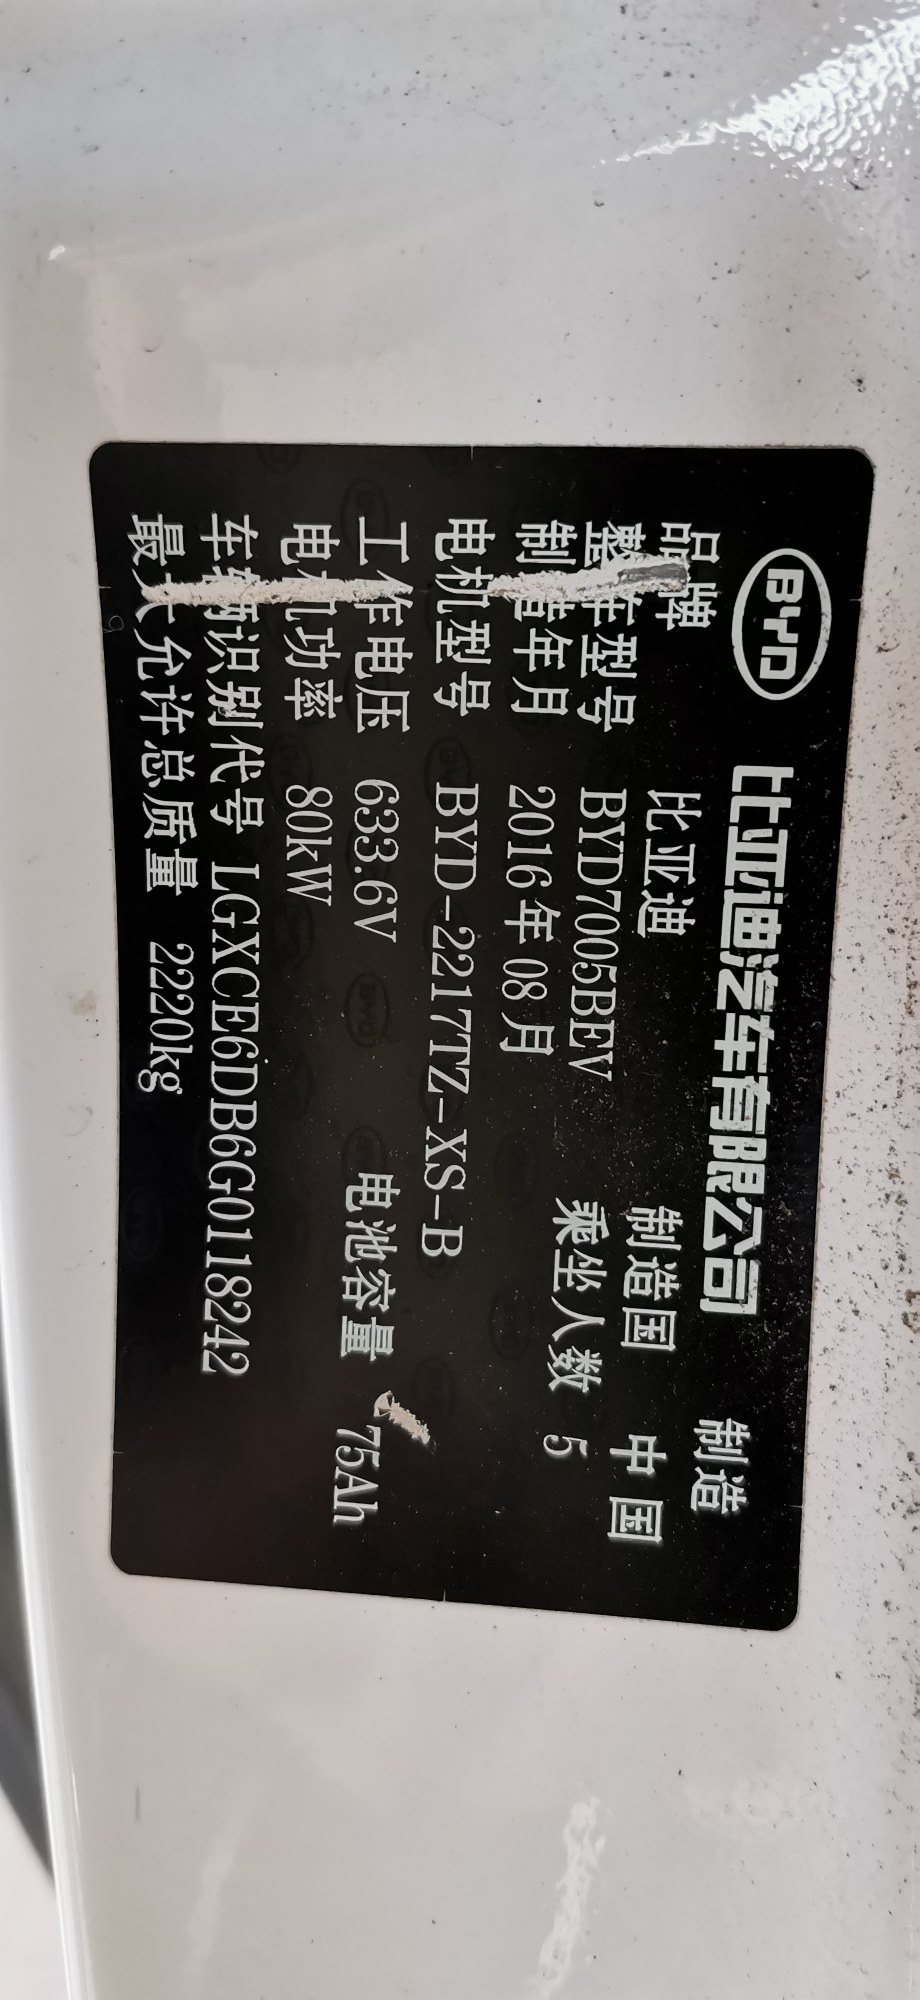 BYD 比亚迪汽车有限公司 制造
品牌 比亚迪 制造国 中国
整车型号 BYD7005BEV 乘坐人数 5
制造年月 2016年08月
电机型号 BYD-2217TZ-XS-B
工作电压 633.6V 电池容量 75Ah
电机功率 80kW
车辆识别代号 LGXCE6DB6G0118242
最大允许总质量 2220kg